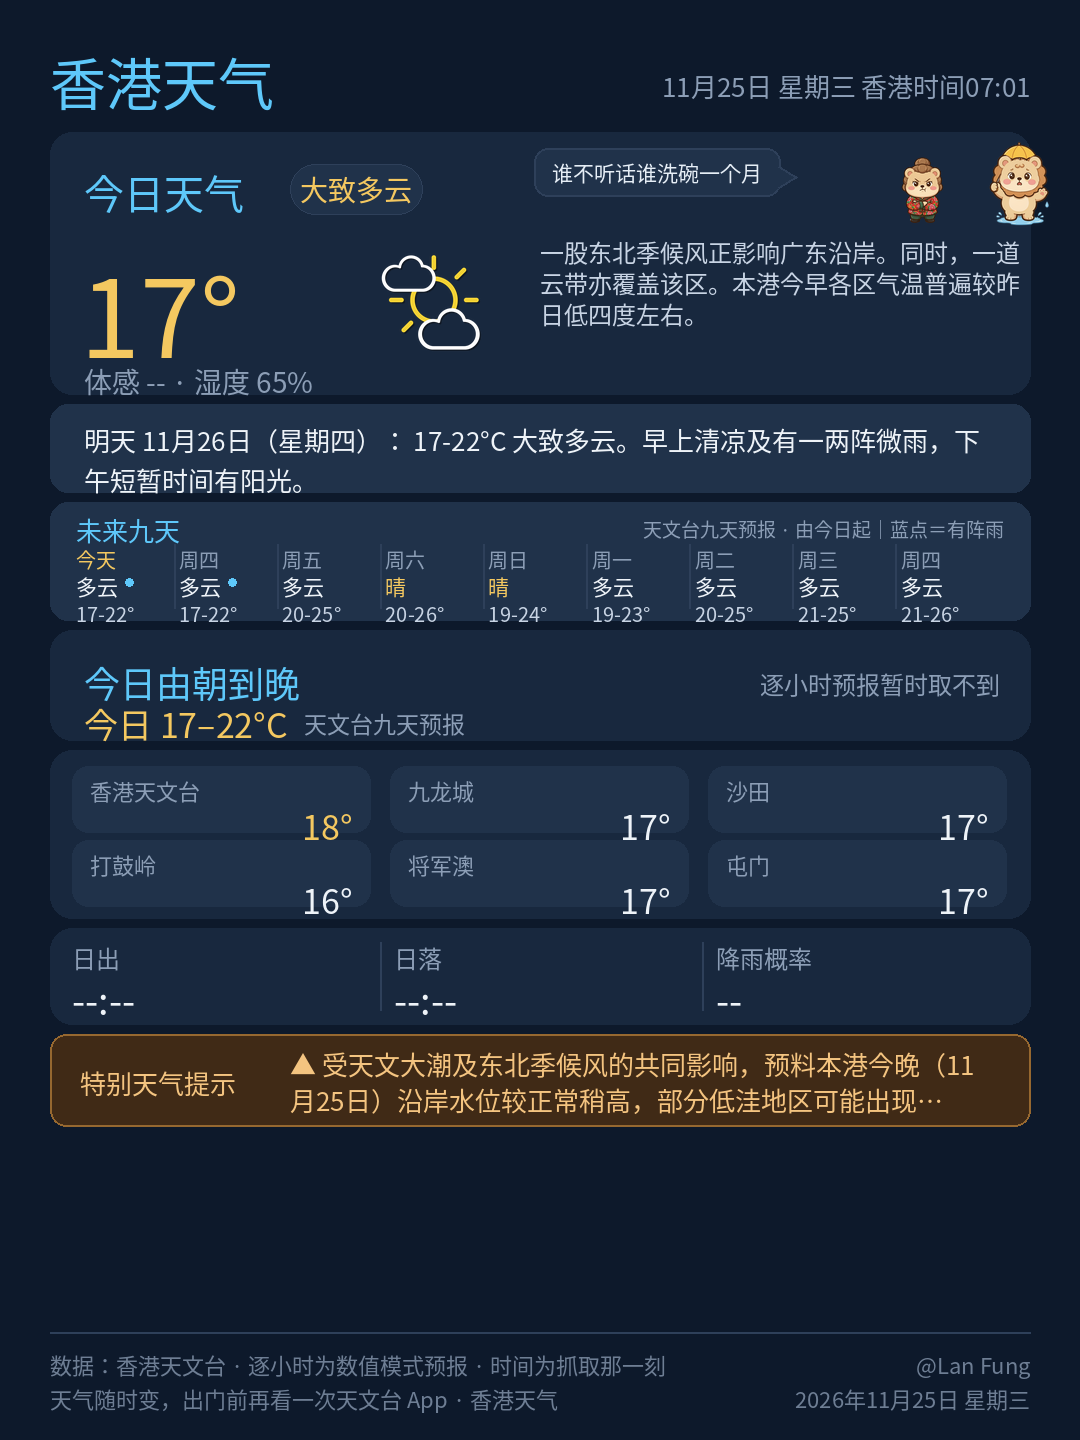 香港天气
11月25日 星期三 香港时间07:01
今日天气
大致多云
谁不听话谁洗碗一个月
17°
体感 -- · 湿度 65%
一股东北季候风正影响广东沿岸。同时，一道
云带亦覆盖该区。本港今早各区气温普遍较昨
日低四度左右。
明天 11月26日（星期四）：17-22°C 大致多云。早上清凉及有一两阵微雨，下
午短暂时间有阳光。
未来九天
天文台九天预报 · 由今日起｜蓝点＝有阵雨
今天 周四 周五 周六 周日 周一 周二 周三 周四
多云 多云 多云 晴 晴 多云 多云 多云 多云
17-22° 17-22° 20-25° 20-26° 19-24° 19-23° 20-25° 21-25° 21-26°
今日由朝到晚
逐小时预报暂时取不到
今日 17–22°C 天文台九天预报
香港天文台 九龙城 沙田
18° 17° 17°
打鼓岭 将军澳 屯门
16° 17° 17°
日出 日落 降雨概率
--:-- --:-- --
特别天气提示
▲ 受天文大潮及东北季候风的共同影响，预料本港今晚（11
月25日）沿岸水位较正常稍高，部分低洼地区可能出现…
数据：香港天文台 · 逐小时为数值模式预报 · 时间为抓取那一刻
@Lan Fung
天气随时变，出门前再看一次天文台 App · 香港天气
2026年11月25日 星期三